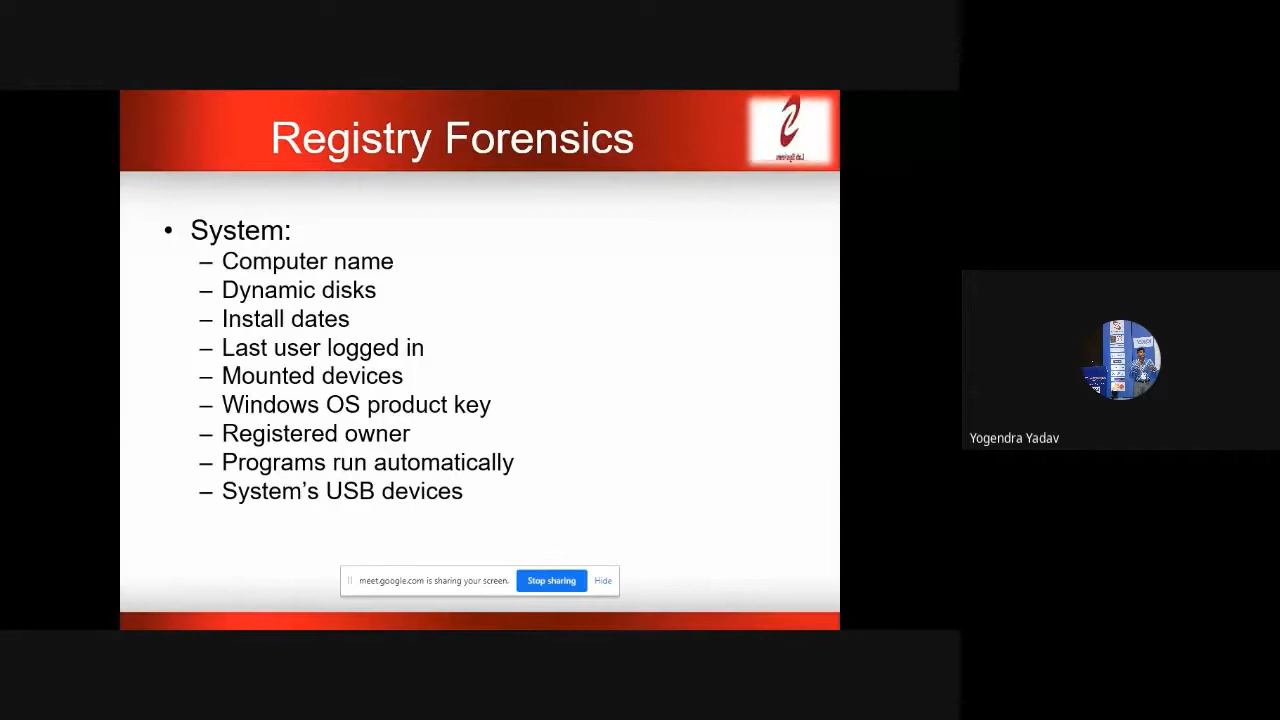 Registry Forensics
• System:
– Computer name
– Dynamic disks
– Install dates
– Last user logged in
– Mounted devices
– Windows OS product key
– Registered owner
– Programs run automatically
– System’s USB devices
meet.google.com is sharing your screen.
Stop sharing
Hide
Yogendra Yadav